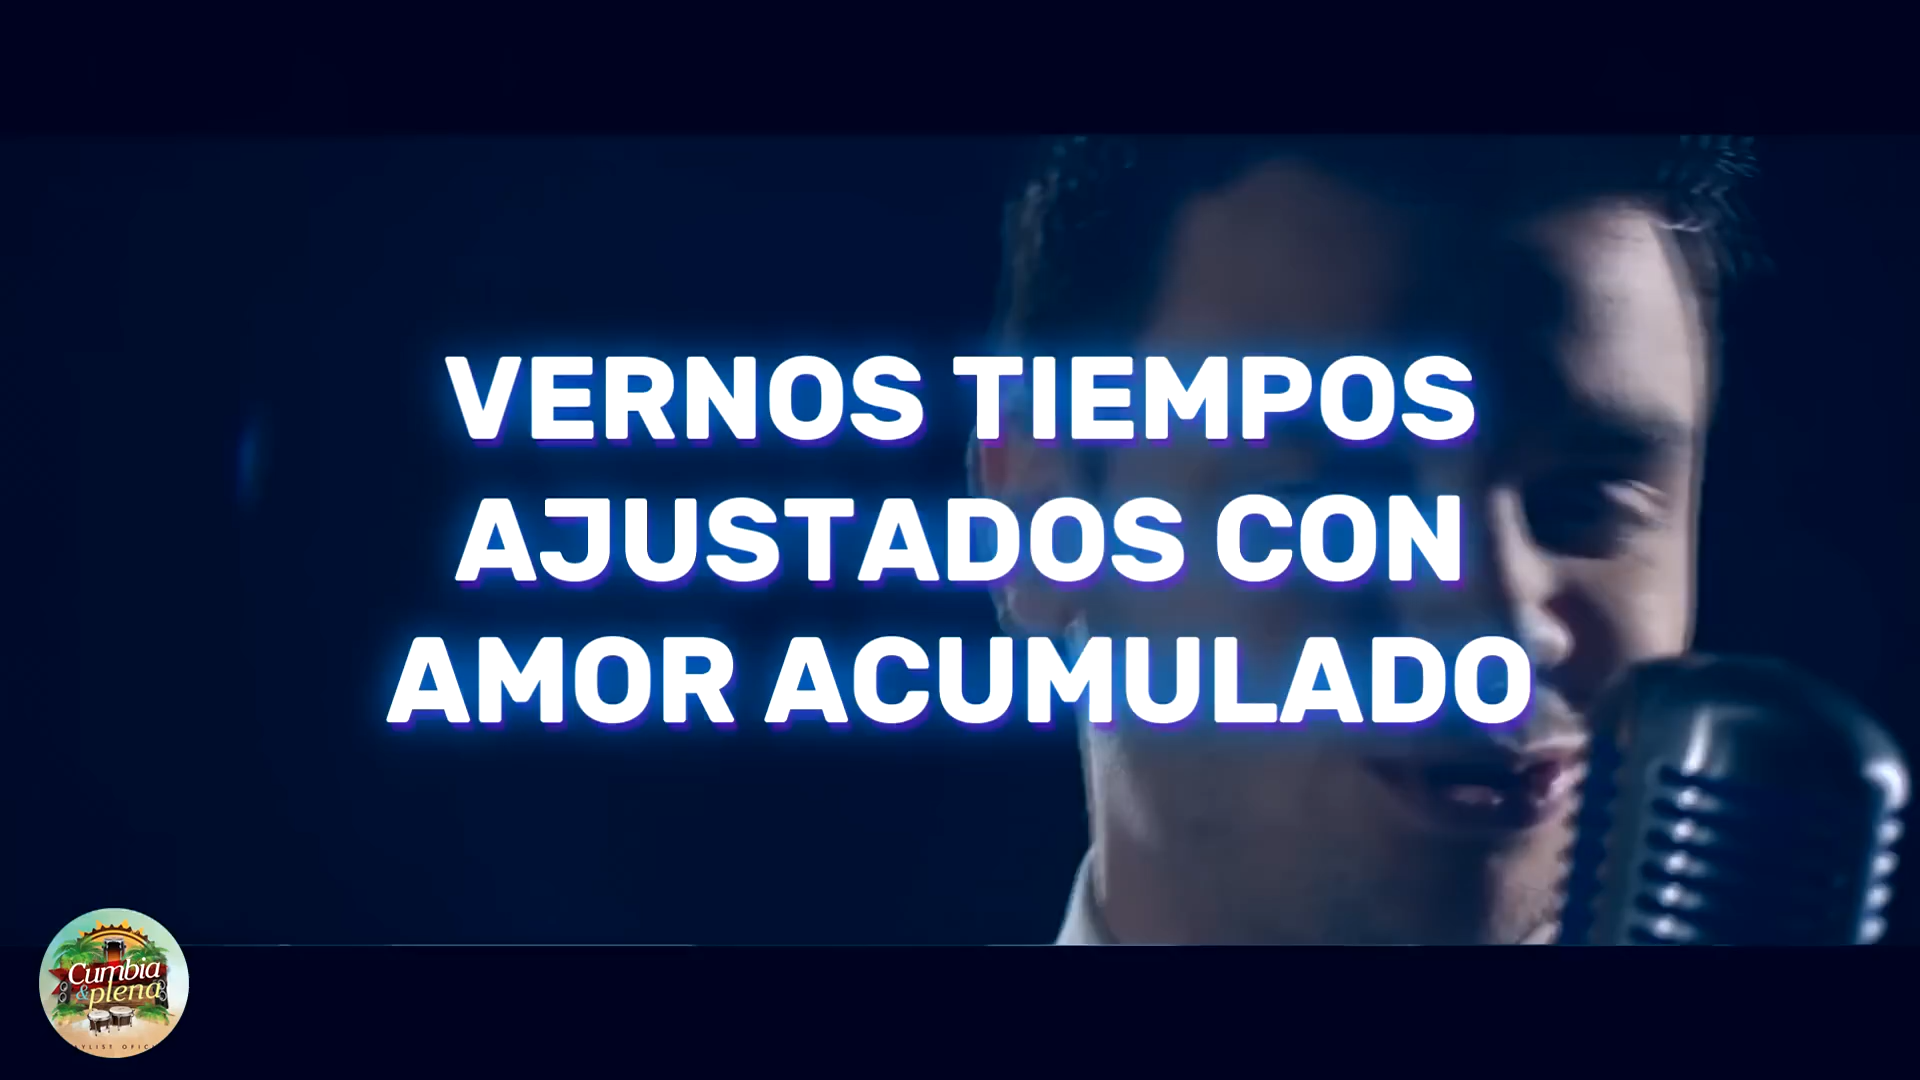 VERNOS TIEMPOS
AJUSTADOS CON
AMOR ACUMULADO
Cumbia
&plena